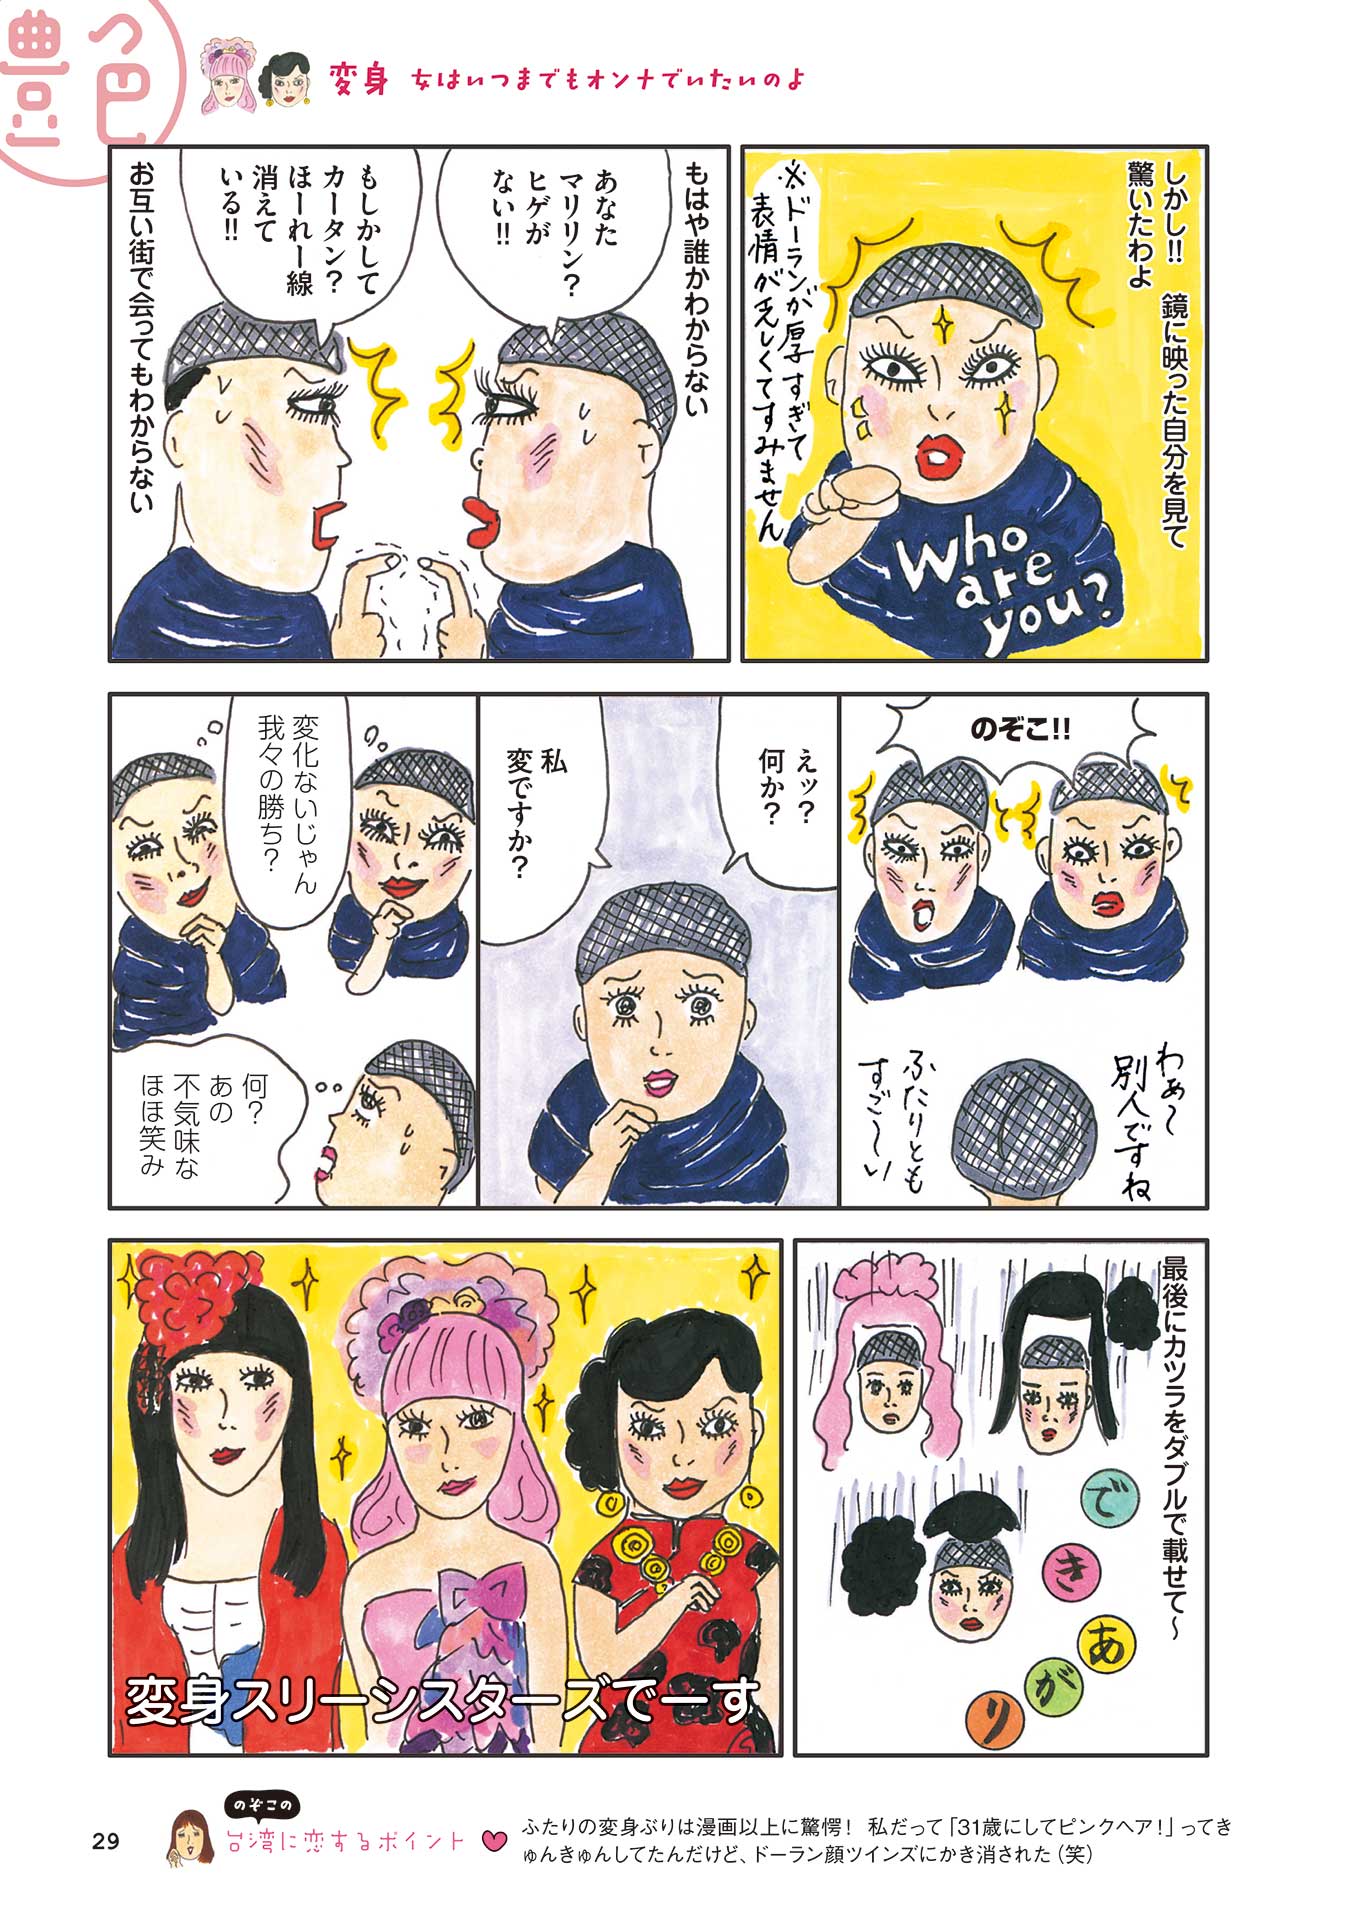 艶っ
変身 女はいつまでもオンナでいたいのよ
しかし!! 鏡に映った自分を見て
驚いたわよ
※ドーランが厚すぎて
表情が乏しくてすみません
Who
are
you?
もはや誰かわからない
あなた
マリリン?
ヒゲが
ない!!
もしかして
カータン?
ほーれー線
消えて
いる!!
お互い街で会ってもわからない
のぞこ!!
わぁ〜
別人ですね
ふたりとも
すご〜い
えッ?
何か?
私
変ですか?
変化ないじゃん
我々の勝ち?
何?
あの
不気味な
ほほ笑み
最後にカツラをダブルで載せて〜
できあがり
変身スリーシスターズでーす
のぞこの
台湾に恋するポイント
ふたりの変身ぶりは漫画以上に驚愕! 私だって「31歳にしてピンクヘア!」ってき
ゅんきゅんしてたんだけど、ドーラン顔ツインズにかき消された(笑)
29